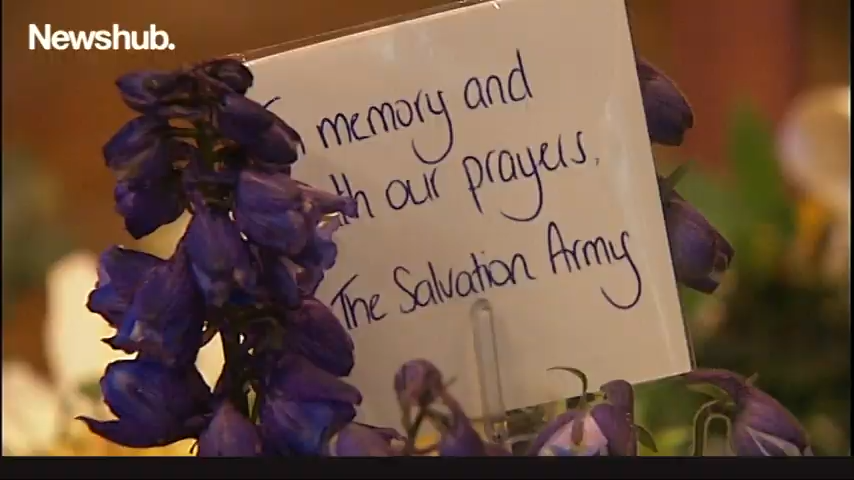 Newshub.
memory and
our prayers.
The Salvation Army